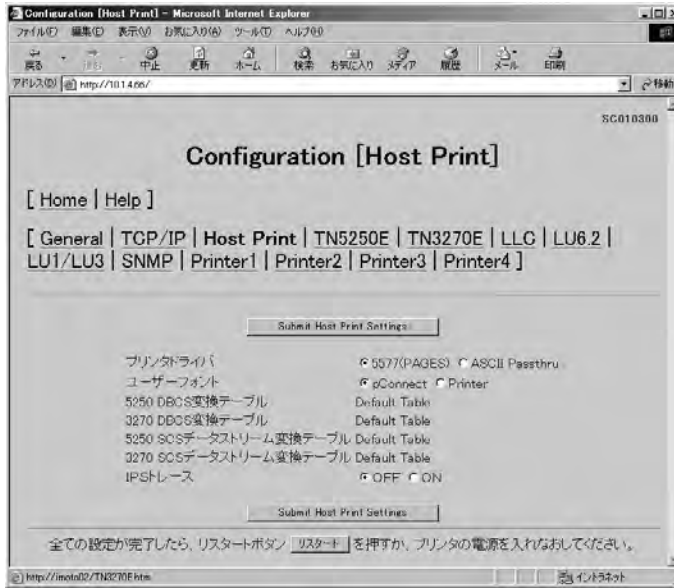 Configuration [Host Print] - Microsoft Internet Explorer
ファイル(F) 編集(E) 表示(V) お気に入り(A) ツール(T) ヘルプ(H)
戻る 中止 更新 ホーム 検索 お気に入り メディア 履歴 メール 印刷
アドレス(D) http://10.1.4.66/ 移動
SC010300
Configuration [Host Print]
[ Home | Help ]
[ General | TCP/IP | Host Print | TN5250E | TN3270E | LLC | LU6.2 |
LU1/LU3 | SNMP | Printer1 | Printer2 | Printer3 | Printer4 ]
Submit Host Print Settings
プリンタドライバ 5577(PAGES) ASCII Passthru
ユーザーフォント pConnect Printer
5250 DBCS変換テーブル Default Table
3270 DBCS変換テーブル Default Table
5250 SCSデータストリーム変換テーブル Default Table
3270 SCSデータストリーム変換テーブル Default Table
IPSトレース OFF ON
Submit Host Print Settings
全ての設定が完了したら、リスタートボタン リスタート を押すか、プリンタの電源を入れなおしてください。
http://imoto02/TN3270E.htm イントラネット